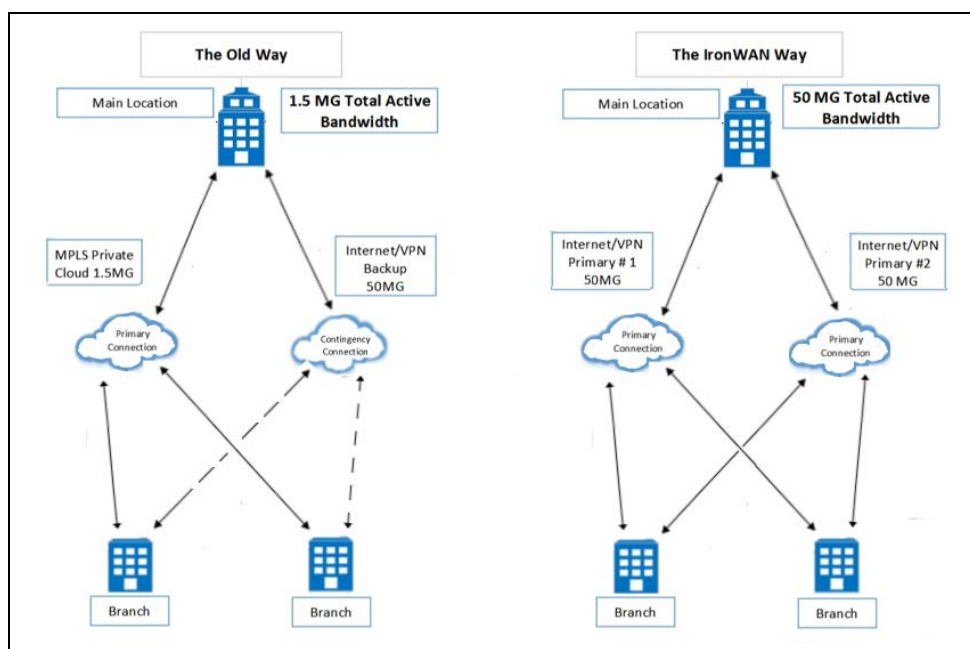 The Old Way
Main Location
1.5 MG Total Active
Bandwidth
MPLS Private
Cloud 1.5MG
Internet/VPN
Backup
50MG
Primary
Connection
Contingency
Connection
Branch
Branch
The IronWAN Way
Main Location
50 MG Total Active
Bandwidth
Internet/VPN
Primary # 1
50MG
Internet/VPN
Primary #2
50 MG
Primary
Connection
Primary
Connection
Branch
Branch